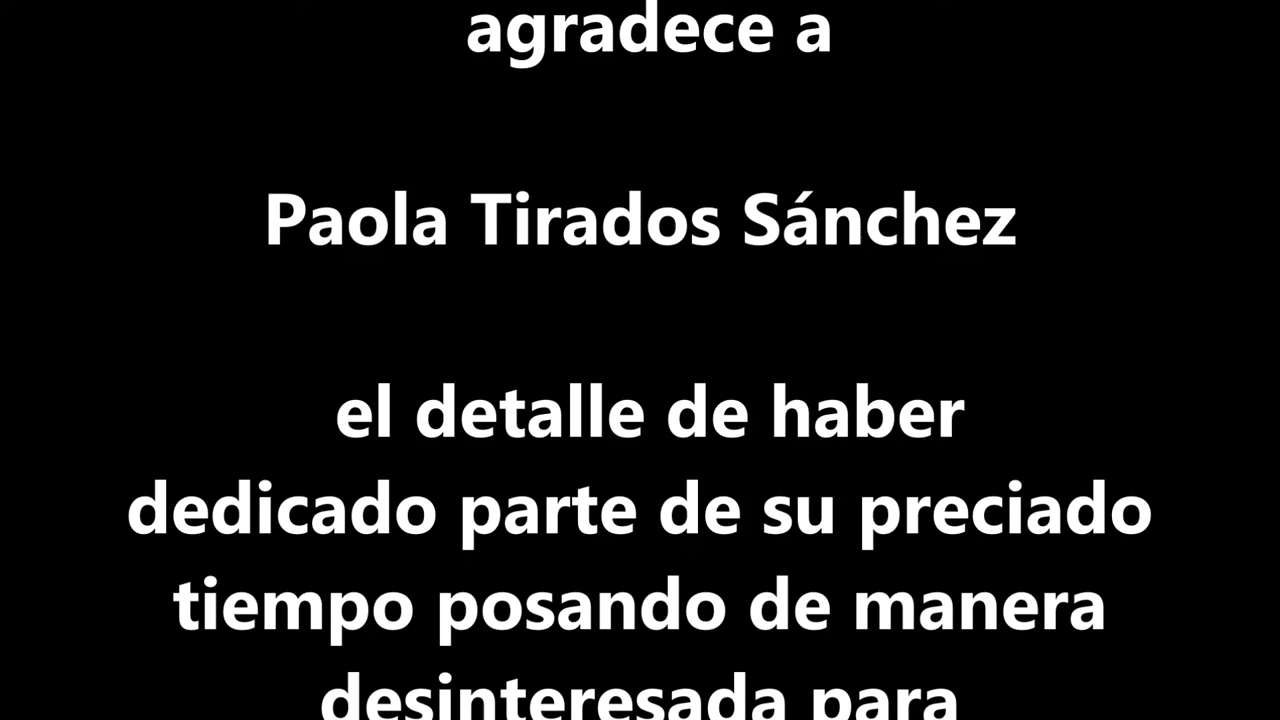 agradece a
Paola Tirados Sánchez
el detalle de haber
dedicado parte de su preciado
tiempo posando de manera
desinteresada para